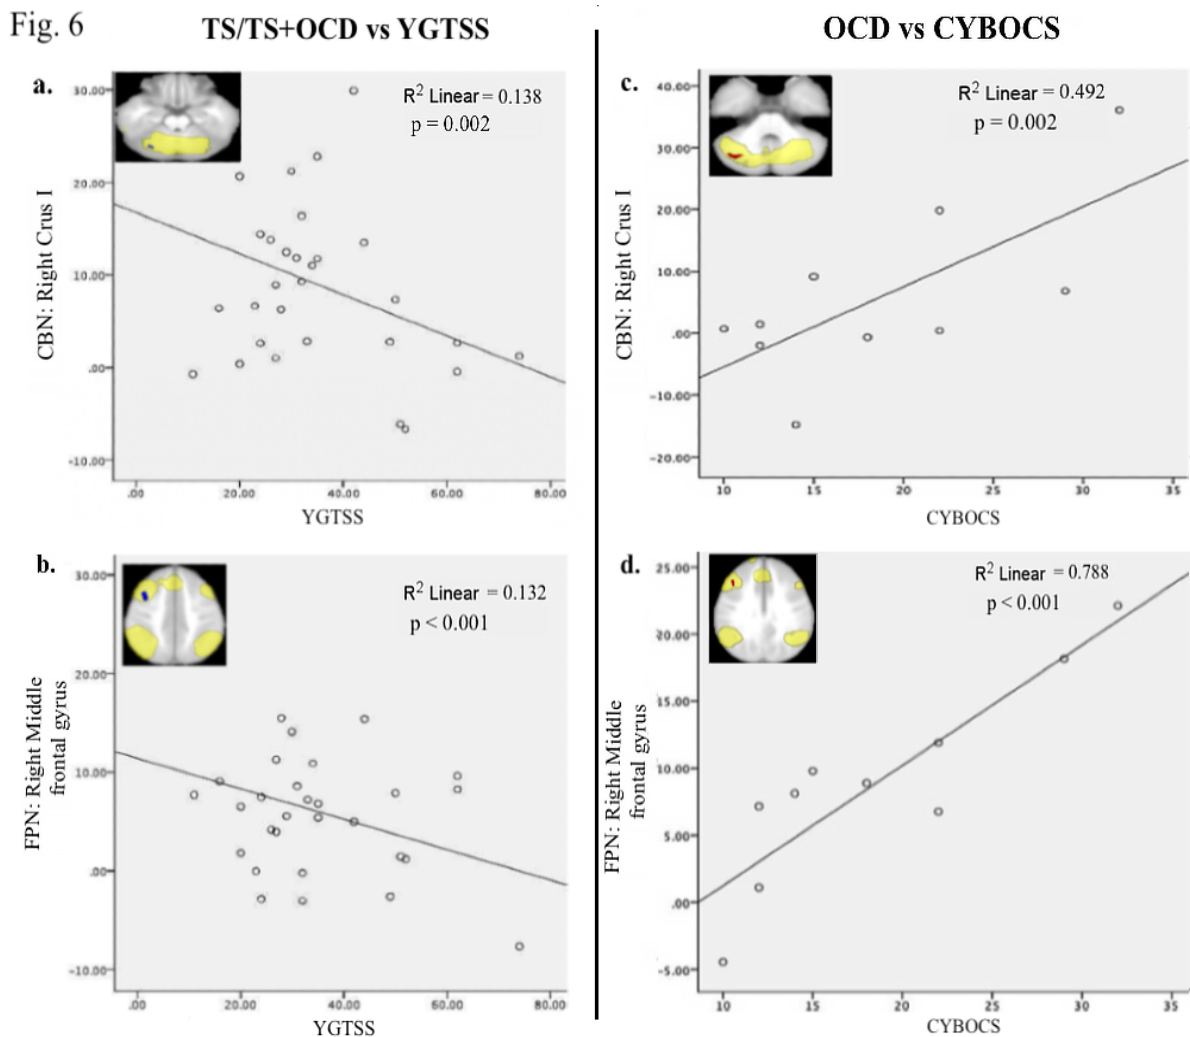 Fig. 6
TS/TS+OCD vs YGTSS
OCD vs CYBOCS
a.
R² Linear = 0.138
p = 0.002
CBN: Right Crus I
30.00
20.00
10.00
.00
-10.00
.00 20.00 40.00 60.00 80.00
YGTSS
c.
R² Linear = 0.492
p = 0.002
CBN: Right Crus I
40.00
30.00
20.00
10.00
.00
-10.00
-20.00
10 15 20 25 30 35
CYBOCS
b.
R² Linear = 0.132
p < 0.001
FPN: Right Middle
frontal gyrus
30.00
20.00
10.00
.00
-10.00
.00 20.00 40.00 60.00 80.00
YGTSS
d.
R² Linear = 0.788
p < 0.001
FPN: Right Middle
frontal gyrus
25.00
20.00
15.00
10.00
5.00
.00
-5.00
10 15 20 25 30 35
CYBOCS